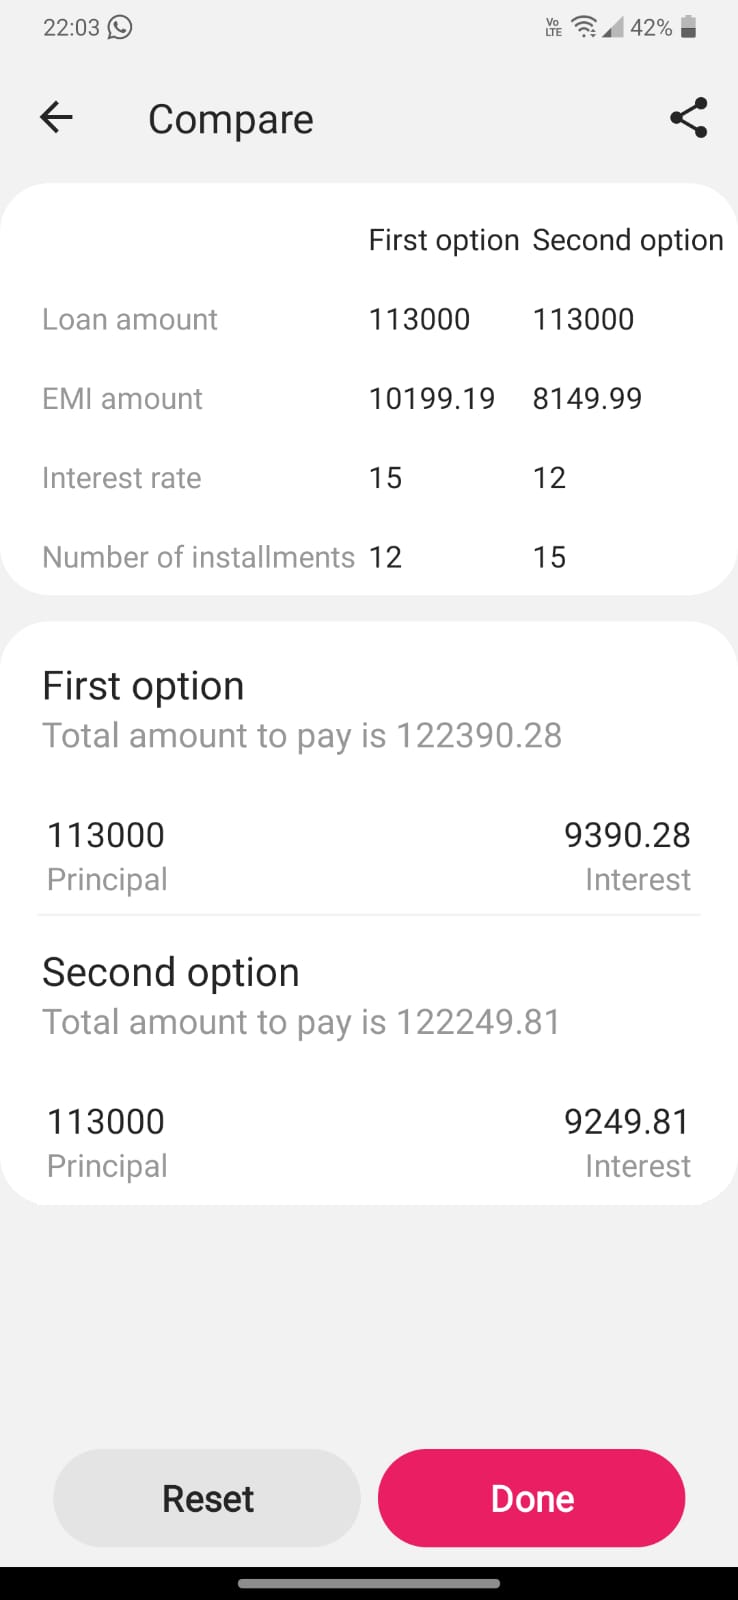 22:03 Vo LTE 42%
Compare
First option Second option
Loan amount 113000 113000
EMI amount 10199.19 8149.99
Interest rate 15 12
Number of installments 12 15
First option
Total amount to pay is 122390.28
113000 9390.28
Principal Interest
Second option
Total amount to pay is 122249.81
113000 9249.81
Principal Interest
Reset Done